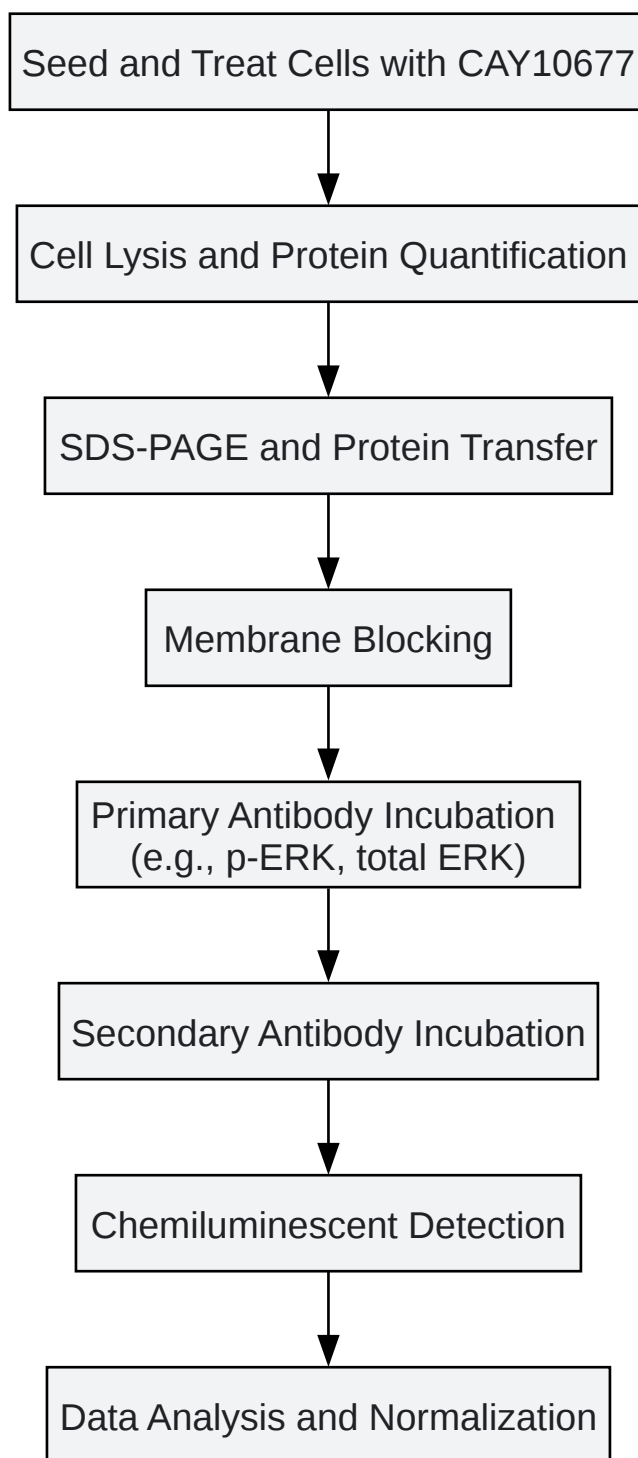 Seed and Treat Cells with CAY10677
Cell Lysis and Protein Quantification
SDS-PAGE and Protein Transfer
Membrane Blocking
Primary Antibody Incubation
(e.g., p-ERK, total ERK)
Secondary Antibody Incubation
Chemiluminescent Detection
Data Analysis and Normalization